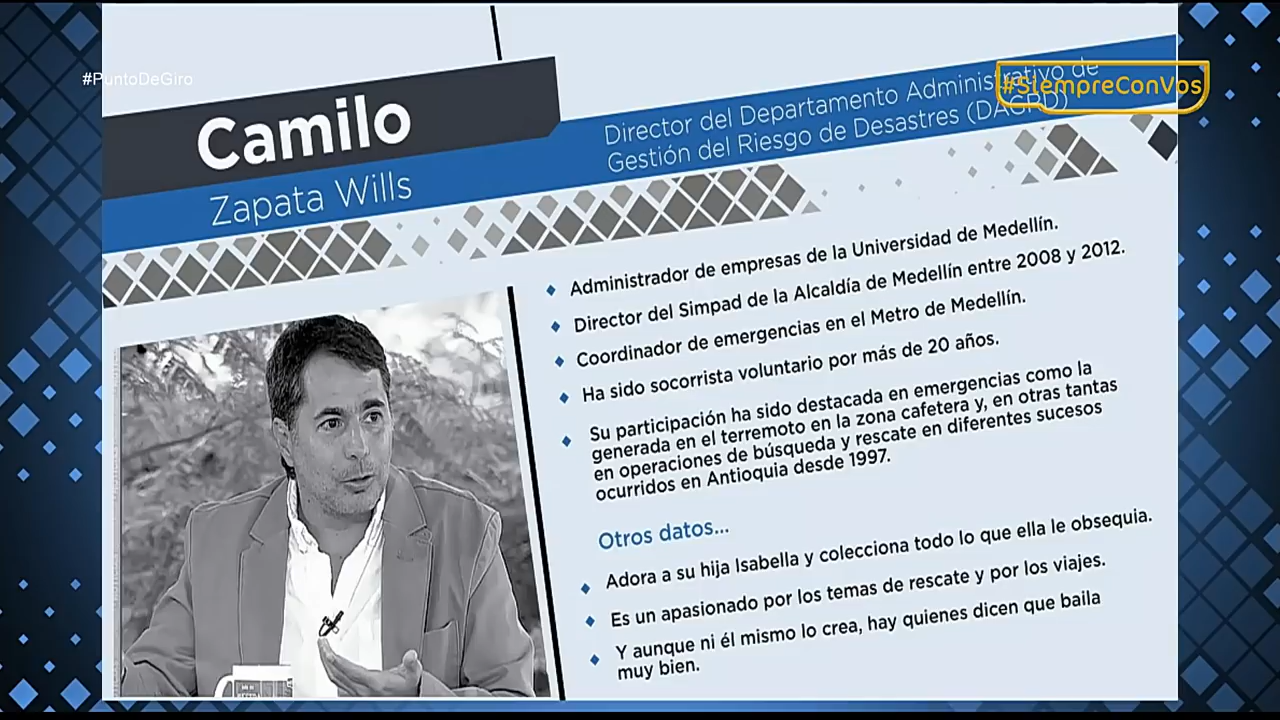 #PuntoDeGiro
#SiempreConVos
Camilo
Zapata Wills
Director del Departamento Administrativo de
Gestión del Riesgo de Desastres (DAGRD)
Administrador de empresas de la Universidad de Medellín.
Director del Simpad de la Alcaldía de Medellín entre 2008 y 2012.
Coordinador de emergencias en el Metro de Medellín.
Ha sido socorrista voluntario por más de 20 años.
Su participación ha sido destacada en emergencias como la
generada en el terremoto en la zona cafetera y, en otras tantas
en operaciones de búsqueda y rescate en diferentes sucesos
ocurridos en Antioquia desde 1997.
Otros datos...
Adora a su hija Isabella y colecciona todo lo que ella le obsequia.
Es un apasionado por los temas de rescate y por los viajes.
Y aunque ni él mismo lo crea, hay quienes dicen que baila
muy bien.